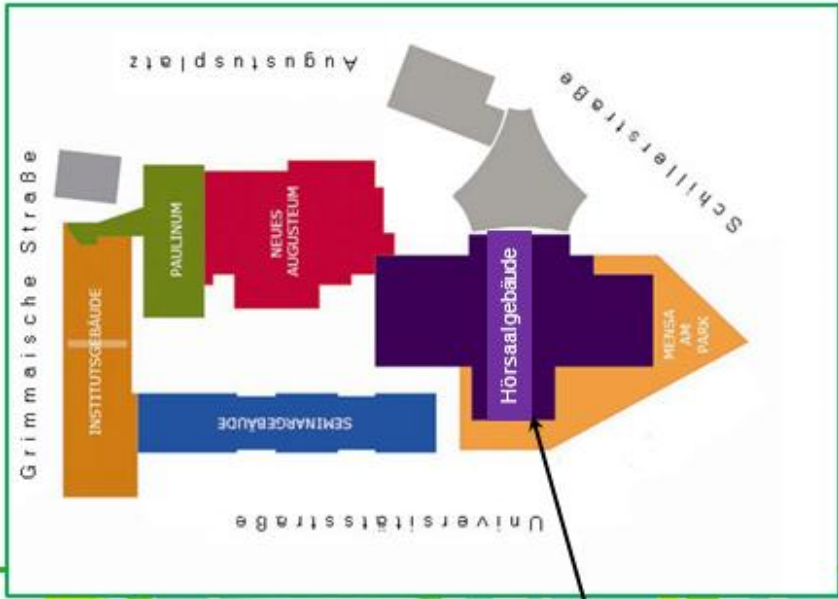 Augustusplatz
Schillerstraße
Grimmaische Straße
PAULINUM
NEUES
AUGUSTEUM
INSTITUTSGEBÄUDE
Hörsaalgebäude
MENSA
AM
PARK
SEMINARGEBÄUDE
Universitätsstraße